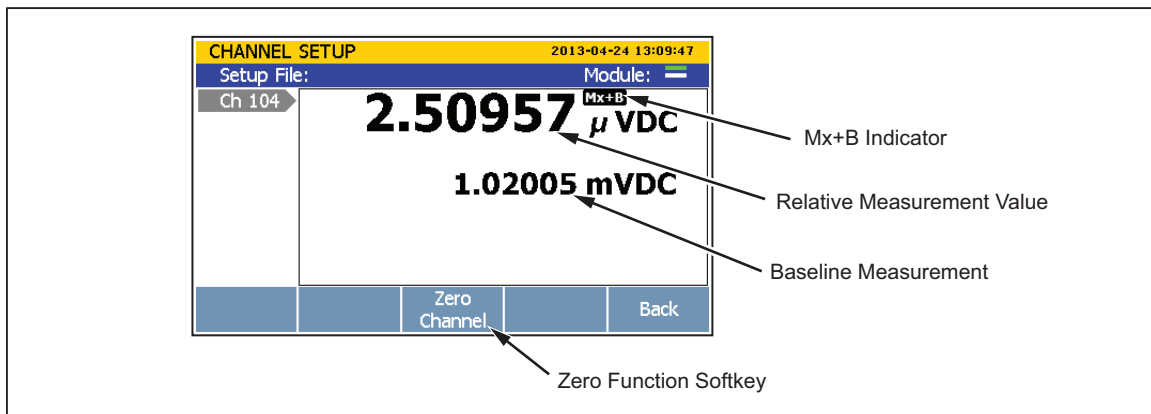 CHANNEL SETUP 2013-04-24 13:09:47
Setup File: Module:
Ch 104
Mx+B
2.50957 µ VDC
1.02005 mVDC
Zero
Channel
Back
Mx+B Indicator
Relative Measurement Value
Baseline Measurement
Zero Function Softkey